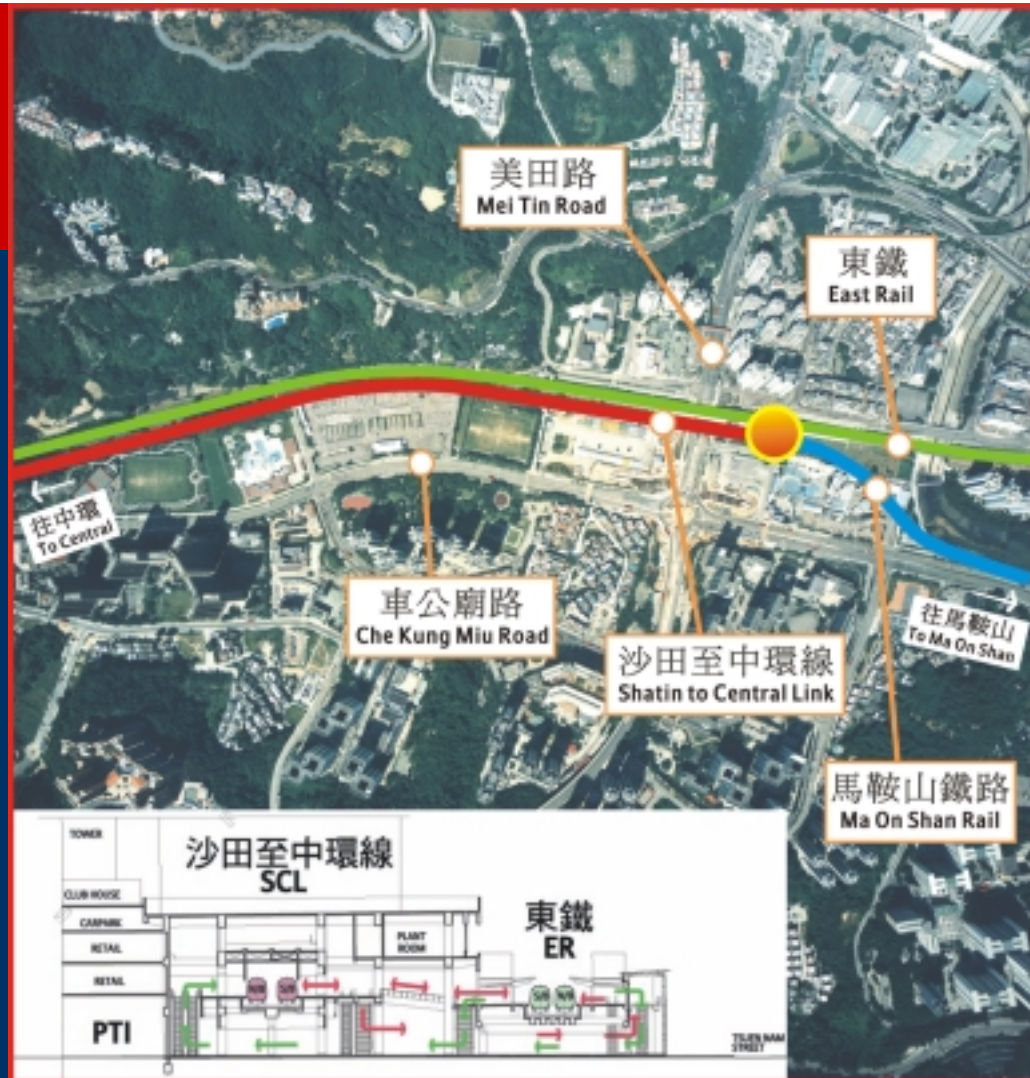 美田路
Mei Tin Road
東鐵
East Rail
往中環
To Central
車公廟路
Che Kung Miu Road
沙田至中環線
Shatin to Central Link
往馬鞍山
To Ma On Shan
馬鞍山鐵路
Ma On Shan Rail
沙田至中環線
SCL
東鐵
ER
TOWER
CLUB HOUSE
CARPARK
RETAIL
RETAIL
PTI
PLANT
ROOM
N/B
S/B
S/B
N/B
STREET